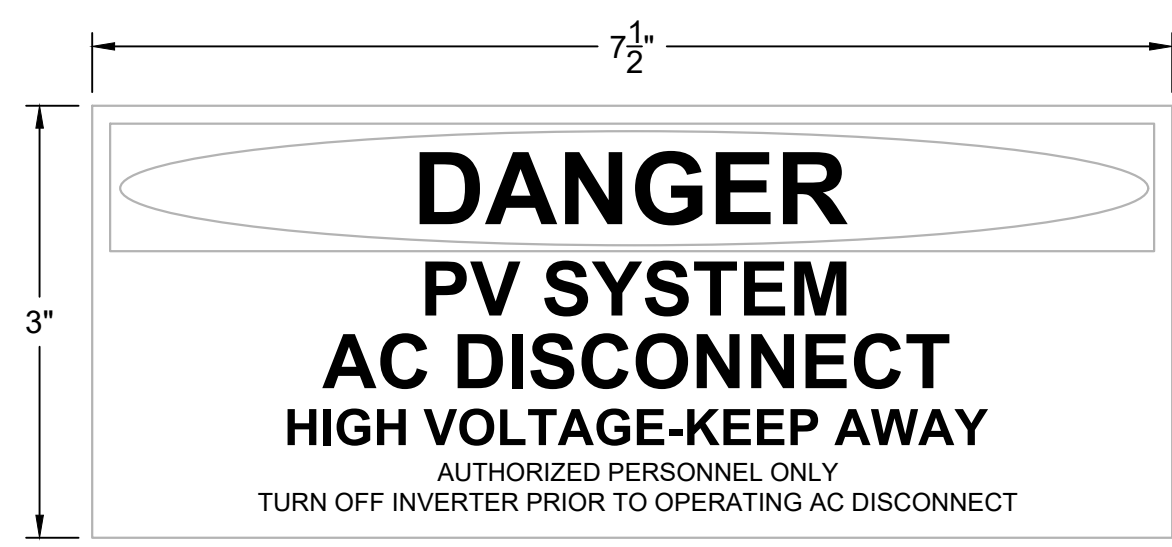 7 1/2"
3"
DANGER
PV SYSTEM
AC DISCONNECT
HIGH VOLTAGE-KEEP AWAY
AUTHORIZED PERSONNEL ONLY
TURN OFF INVERTER PRIOR TO OPERATING AC DISCONNECT